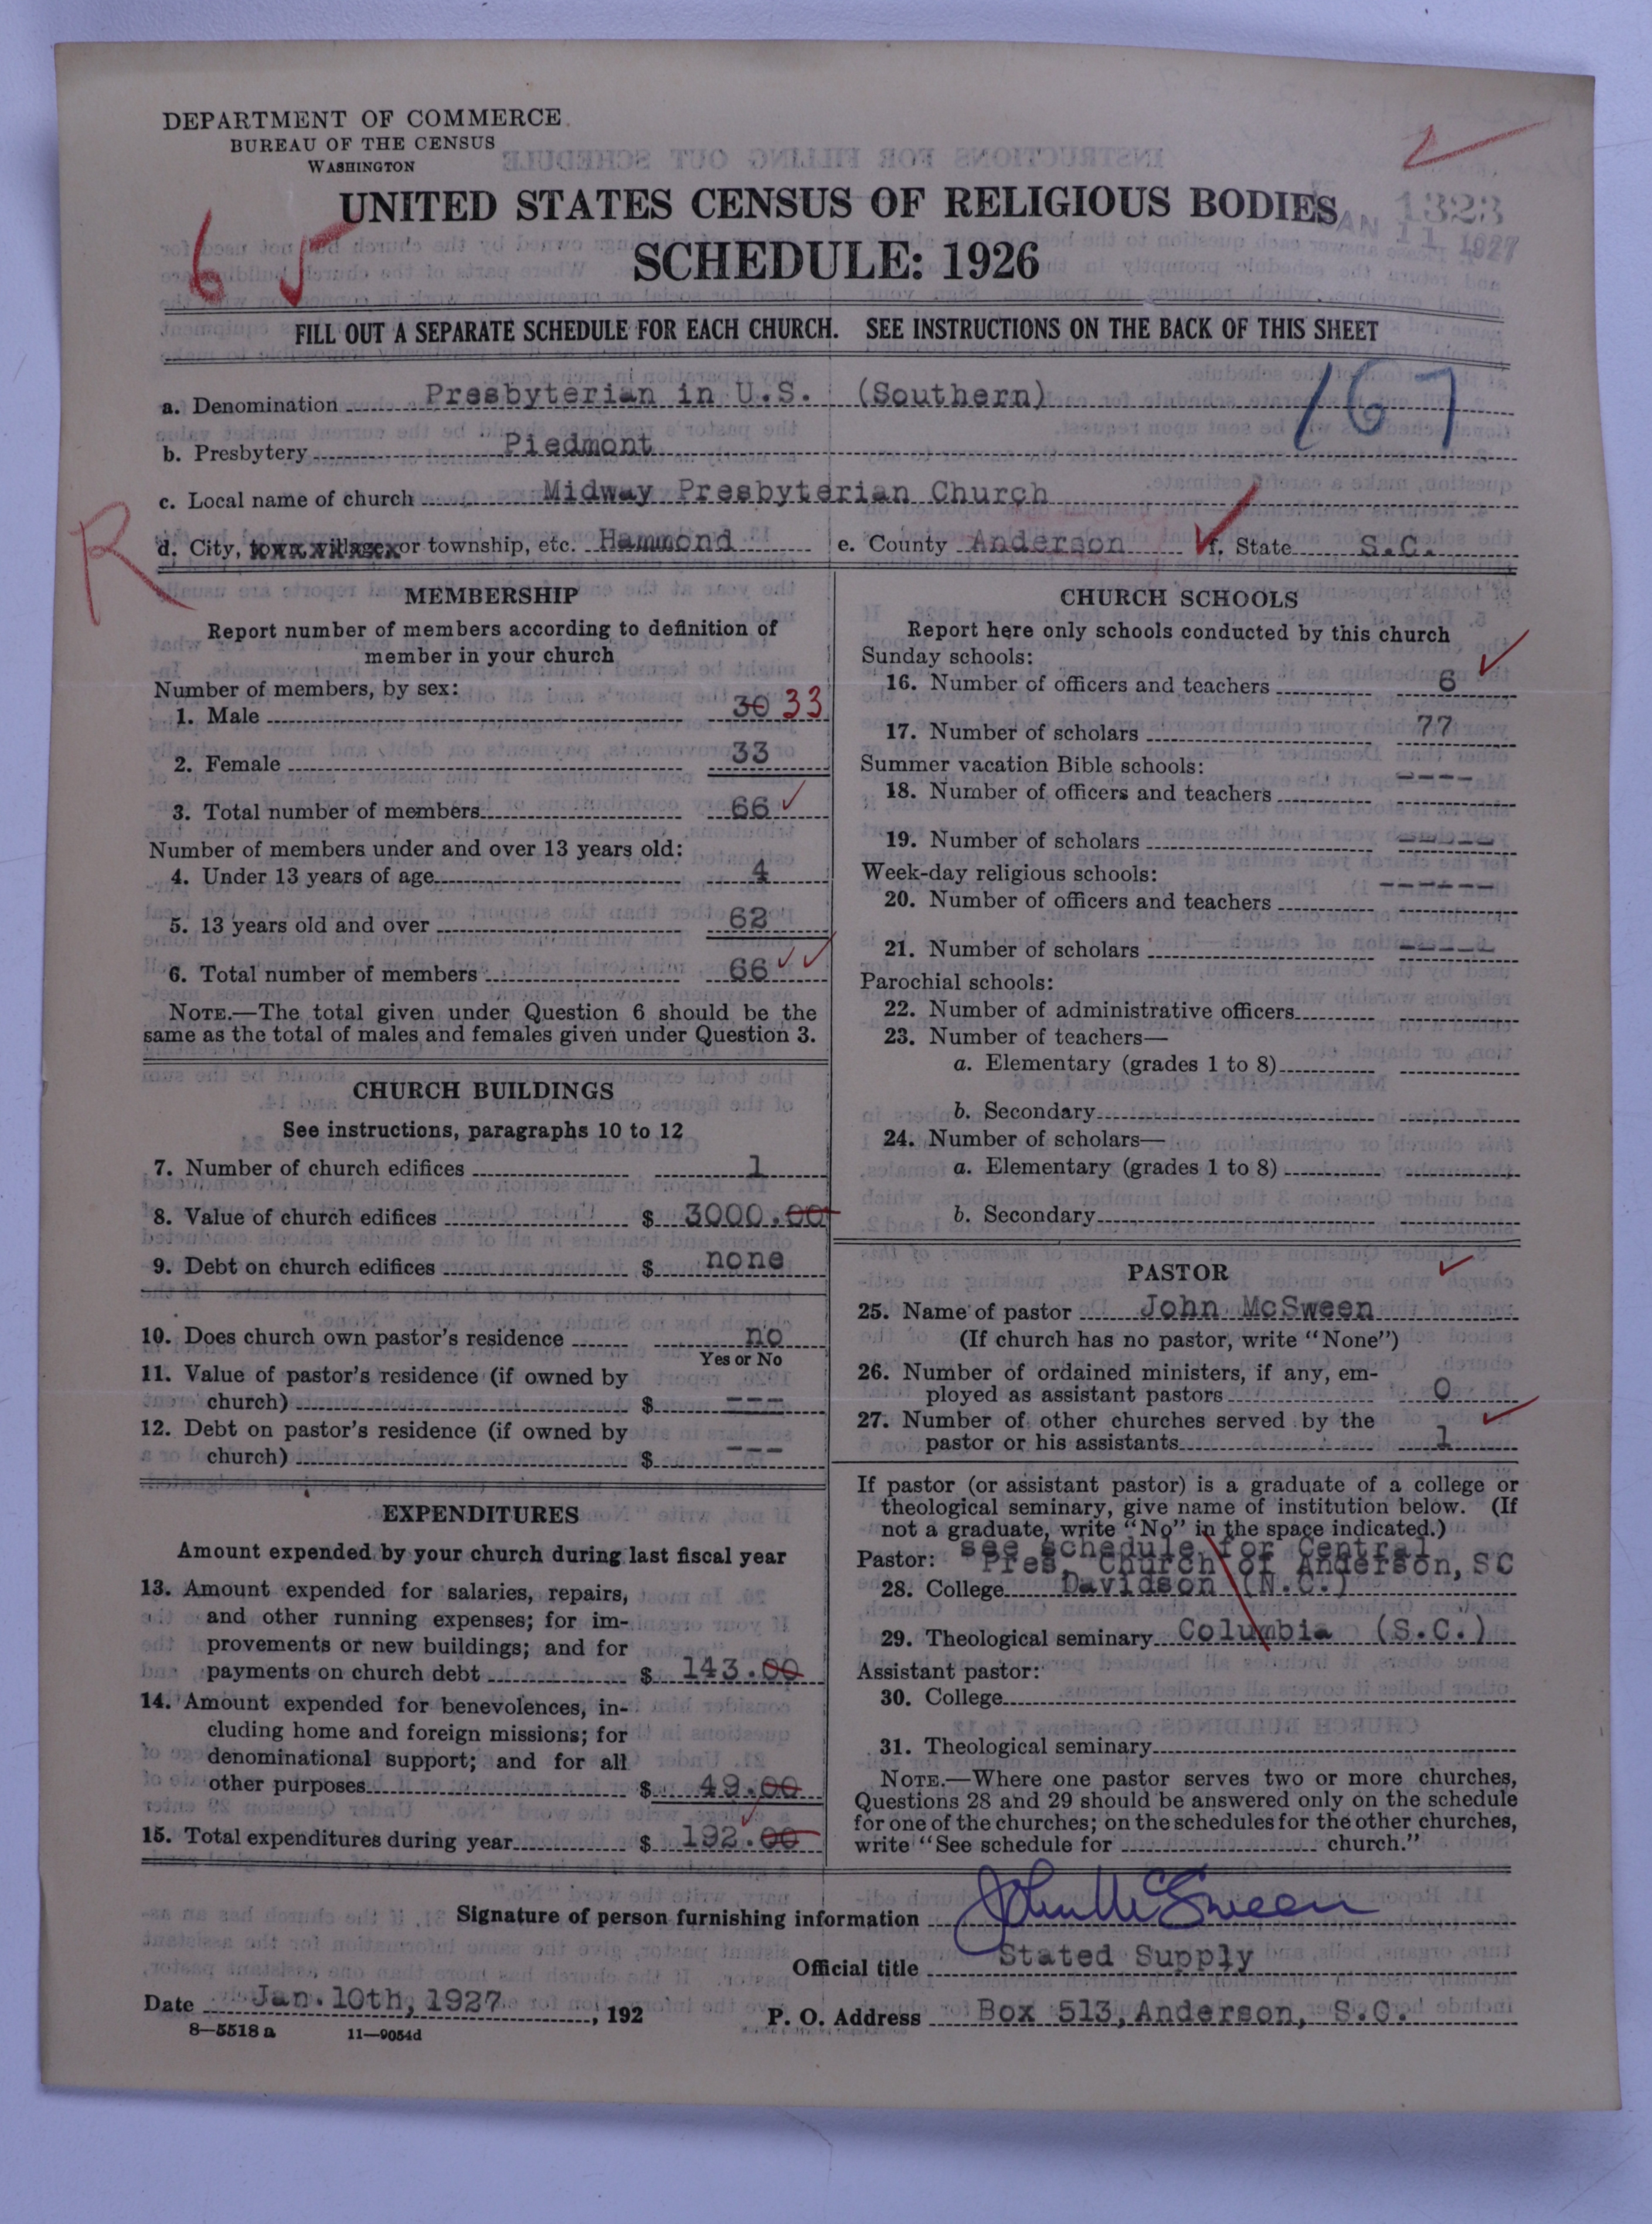 DEPARTMENT OF COMMERCE
BUREAU OF THE CENSUS
WASHINGTON
UNITED STATES CENSUS OF RELIGIOUS BODIES
1323
JAN 11 1927
6
SCHEDULE: 1926
FILL OUT A SEPARATE SCHEDULE FOR EACH CHURCH. SEE INSTRUCTIONS ON THE BACK OF THIS SHEET
167
a. Denomination Presbyterian in U.S. (Southern)
b. Presbytery Piedmont
c. Local name of church Midway Presbyterian Church
R
d. City, town, village, or township, etc. Hammond e. County Anderson f. State S.C.
MEMBERSHIP
Report number of members according to definition of
member in your church
Number of members, by sex:
1. Male 30 33
2. Female 33
3. Total number of members 66
Number of members under and over 13 years old:
4. Under 13 years of age 4
5. 13 years old and over 62
6. Total number of members 66
NOTE.—The total given under Question 6 should be the
same as the total of males and females given under Question 3.
CHURCH BUILDINGS
See instructions, paragraphs 10 to 12
7. Number of church edifices 1
8. Value of church edifices $ 3000.00
9. Debt on church edifices $ none
10. Does church own pastor's residence no
Yes or No
11. Value of pastor's residence (if owned by
church) $ ---
12. Debt on pastor's residence (if owned by
church) $ ---
EXPENDITURES
Amount expended by your church during last fiscal year
13. Amount expended for salaries, repairs,
and other running expenses; for im-
provements or new buildings; and for
payments on church debt $ 143.00
14. Amount expended for benevolences, in-
cluding home and foreign missions; for
denominational support; and for all
other purposes $ 49.00
15. Total expenditures during year $ 192.00
CHURCH SCHOOLS
Report here only schools conducted by this church
Sunday schools:
16. Number of officers and teachers 6
17. Number of scholars 77
Summer vacation Bible schools:
18. Number of officers and teachers ----
19. Number of scholars -----
Week-day religious schools:
20. Number of officers and teachers ------
21. Number of scholars -----
Parochial schools:
22. Number of administrative officers
23. Number of teachers—
a. Elementary (grades 1 to 8)
b. Secondary
24. Number of scholars—
a. Elementary (grades 1 to 8)
b. Secondary
PASTOR
25. Name of pastor John McSween
(If church has no pastor, write "None")
26. Number of ordained ministers, if any, em-
ployed as assistant pastors 0
27. Number of other churches served by the
pastor or his assistants 1
If pastor (or assistant pastor) is a graduate of a college or
theological seminary, give name of institution below. (If
not a graduate, write "No" in the space indicated.)
see schedule for Central
Pastor: Pres. Church of Anderson, SC
28. College Davidson (N.C.)
29. Theological seminary Columbia (S.C.)
Assistant pastor:
30. College
31. Theological seminary
NOTE.—Where one pastor serves two or more churches,
Questions 28 and 29 should be answered only on the schedule
for one of the churches; on the schedules for the other churches,
write "See schedule for church."
Signature of person furnishing information John McSween
Official title Stated Supply
Date Jan. 10th, 1927, 192
P. O. Address Box 513, Anderson, S.C.
8—5518 a 11—9054d